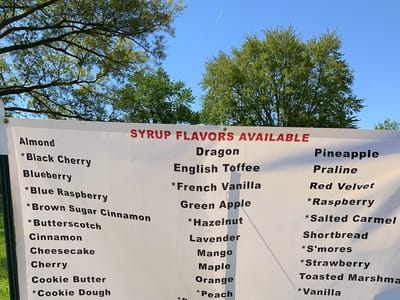 SYRUP FLAVORS AVAILABLE
Almond
*Black Cherry
Blueberry
*Blue Raspberry
*Brown Sugar Cinnamon
*Butterscotch
Cinnamon
Cheesecake
Cherry
Cookie Butter
*Cookie Dough
Dragon
English Toffee
*French Vanilla
Green Apple
*Hazelnut
Lavender
Mango
Maple
Orange
*Peach
Pineapple
Praline
Red Velvet
*Raspberry
*Salted Carmel
Shortbread
*S'mores
*Strawberry
Toasted Marshma
*Vanilla